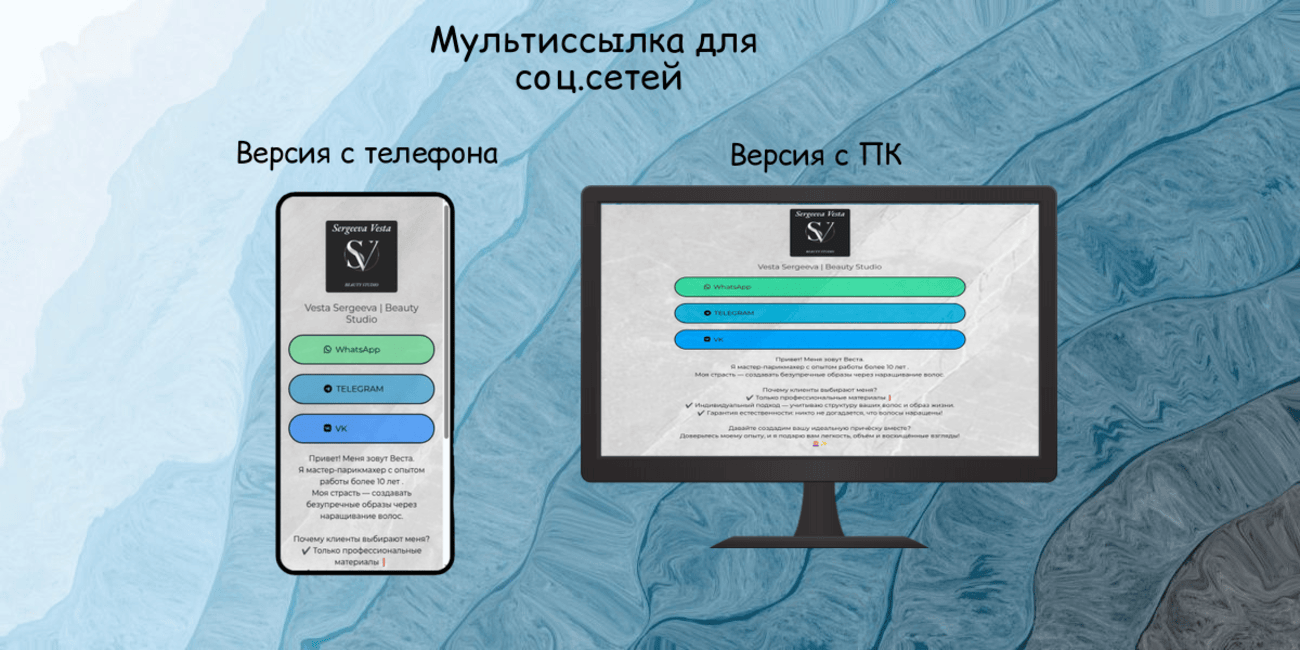 Мультиссылка для
соц.сетей
Версия с телефона
Версия с ПК
Sergeeva Vesta
SV
BEAUTY STUDIO
Vesta Sergeeva | Beauty
Studio
WhatsApp
TELEGRAM
VK
Привет! Меня зовут Веста.
Я мастер-парикмахер с опытом
работы более 10 лет .
Моя страсть — создавать
безупречные образы через
наращивание волос.
Почему клиенты выбирают меня?
✔ Только профессиональные
материалы ❗
Sergeeva Vesta
SV
BEAUTY STUDIO
Vesta Sergeeva | Beauty Studio
WhatsApp
TELEGRAM
VK
Привет! Меня зовут Веста.
Я мастер-парикмахер с опытом работы более 10 лет .
Моя страсть — создавать безупречные образы через наращивание волос
Почему клиенты выбирают меня?
✔ Только профессиональные материалы ❗
✔ Индивидуальный подход — учитываю структуру ваших волос и образ жизни.
✔ Гарантия естественности: никто не догадается, что волосы наращены!
Давайте создадим вашу идеальную причёску вместе?
Доверьтесь моему опыту, и я подарю вам легкость, объём и восхищённые взгляды!